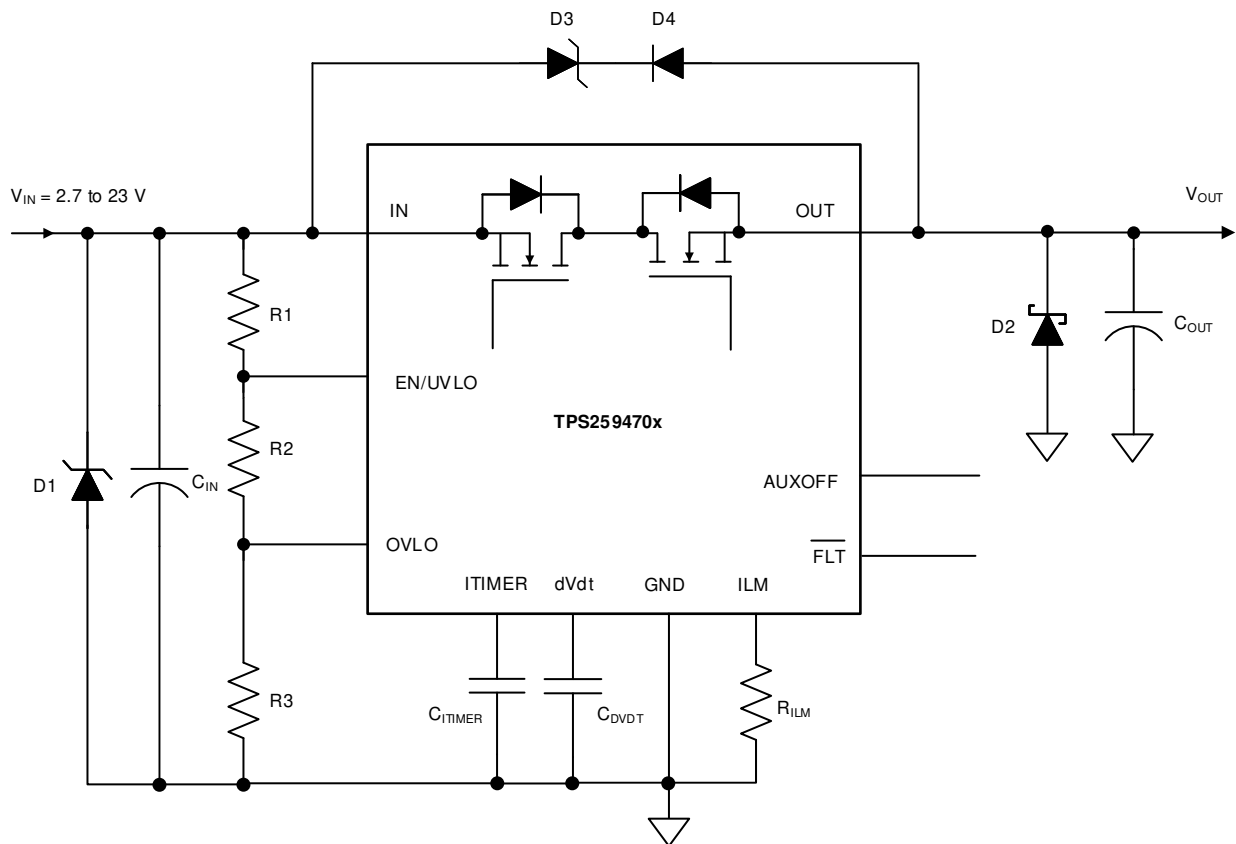 D3 D4
V_IN = 2.7 to 23 V
IN
OUT
V_OUT
R1
D2
C_OUT
EN/UVLO
TPS259470x
R2
D1
C_IN
AUXOFF
OVLO
FLT
ITIMER dVdt GND ILM
R3
C_ITIMER
C_DVDT
R_ILM